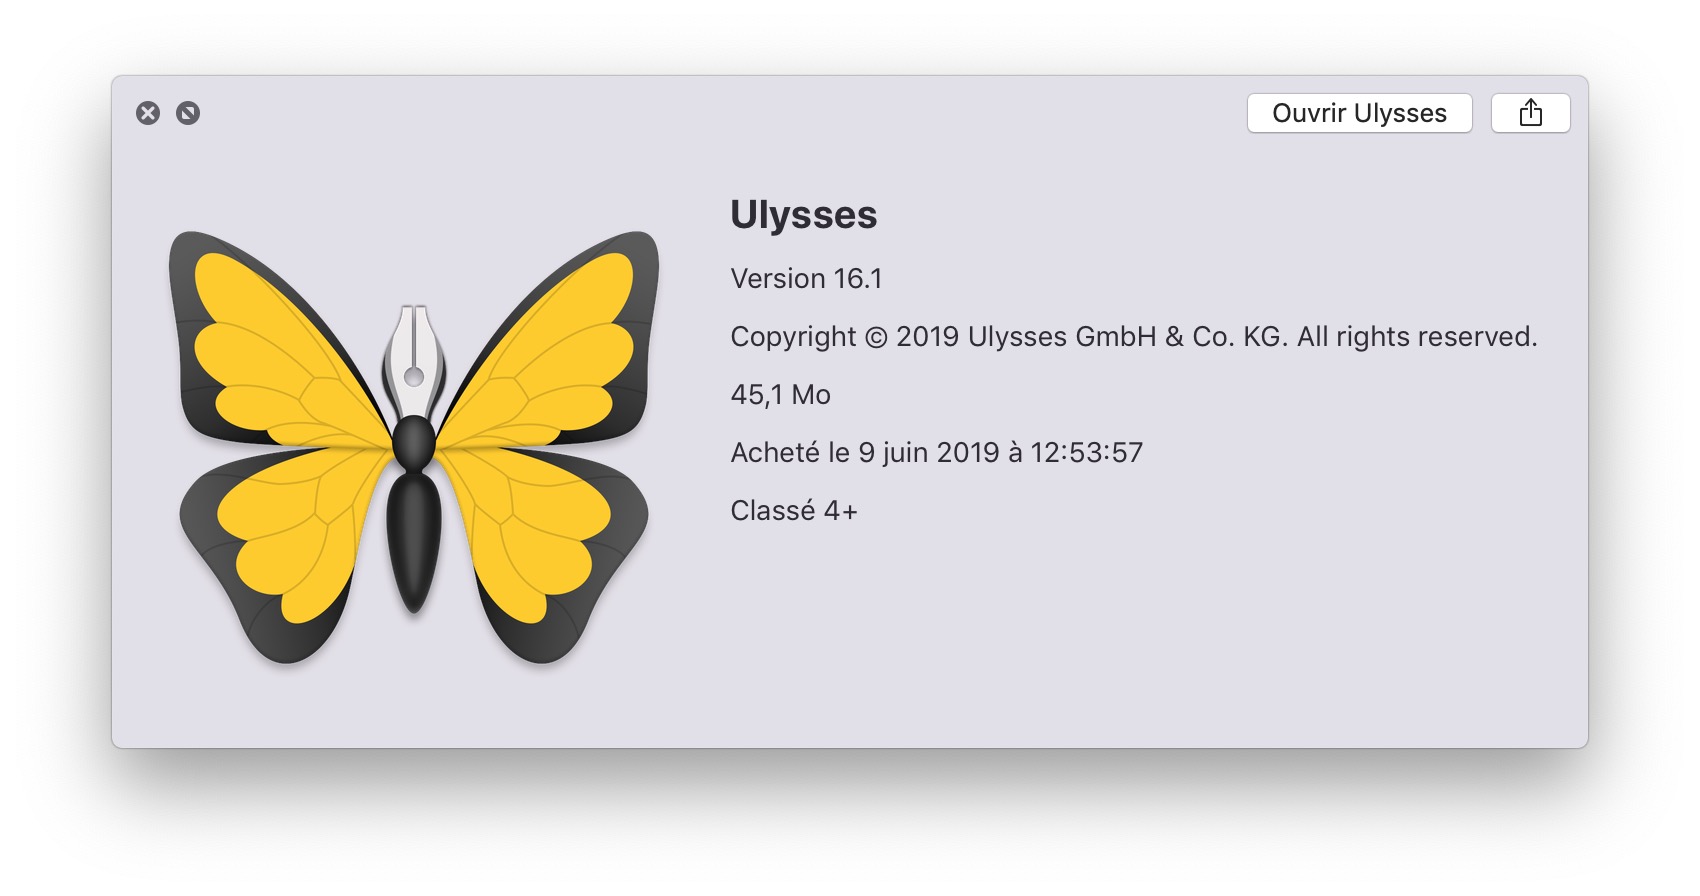 Ouvrir Ulysses
Ulysses
Version 16.1
Copyright © 2019 Ulysses GmbH & Co. KG. All rights reserved.
45,1 Mo
Acheté le 9 juin 2019 à 12:53:57
Classé 4+